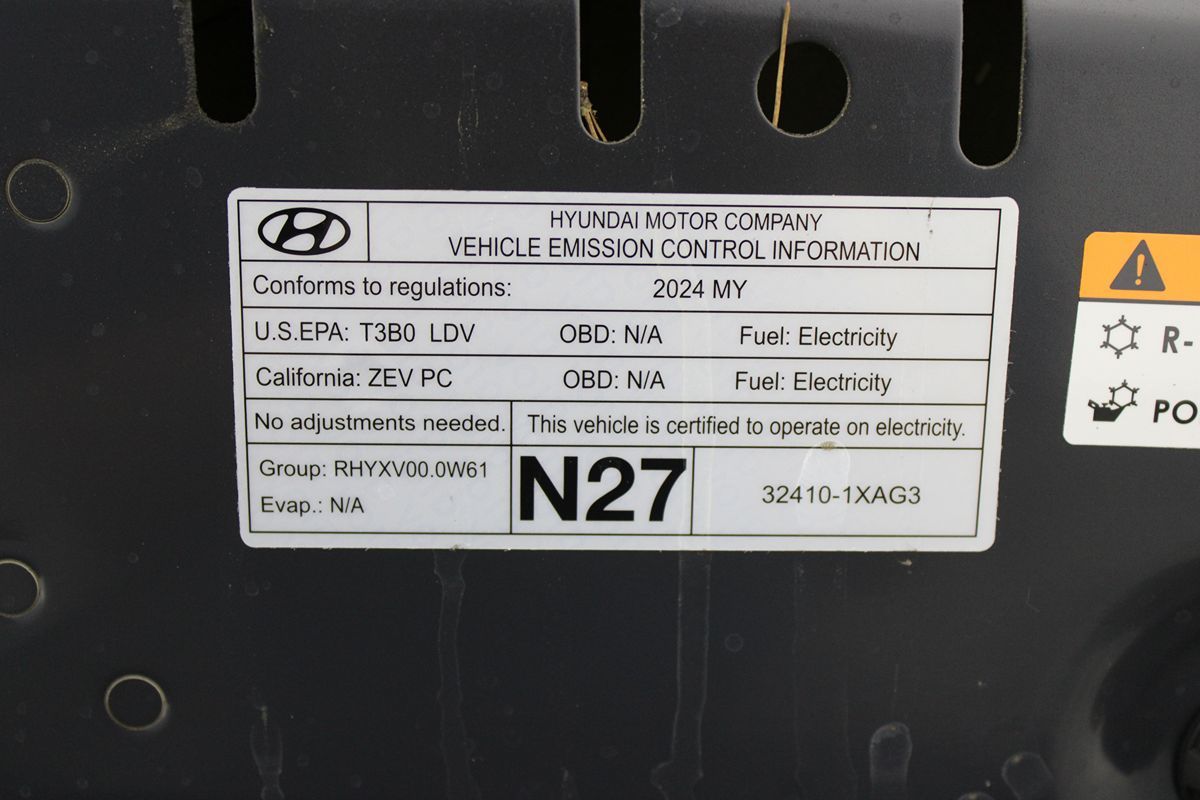 HYUNDAI MOTOR COMPANY
VEHICLE EMISSION CONTROL INFORMATION
Conforms to regulations: 2024 MY
U.S.EPA: T3B0 LDV OBD: N/A Fuel: Electricity
California: ZEV PC OBD: N/A Fuel: Electricity
No adjustments needed. This vehicle is certified to operate on electricity.
Group: RHYXV00.0W61
Evap.: N/A
N27
32410-1XAG3
R-
PO